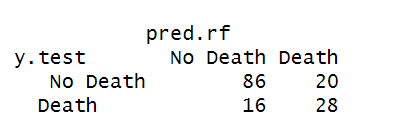 pred.rf
y.test No Death Death
No Death 86 20
Death 16 28